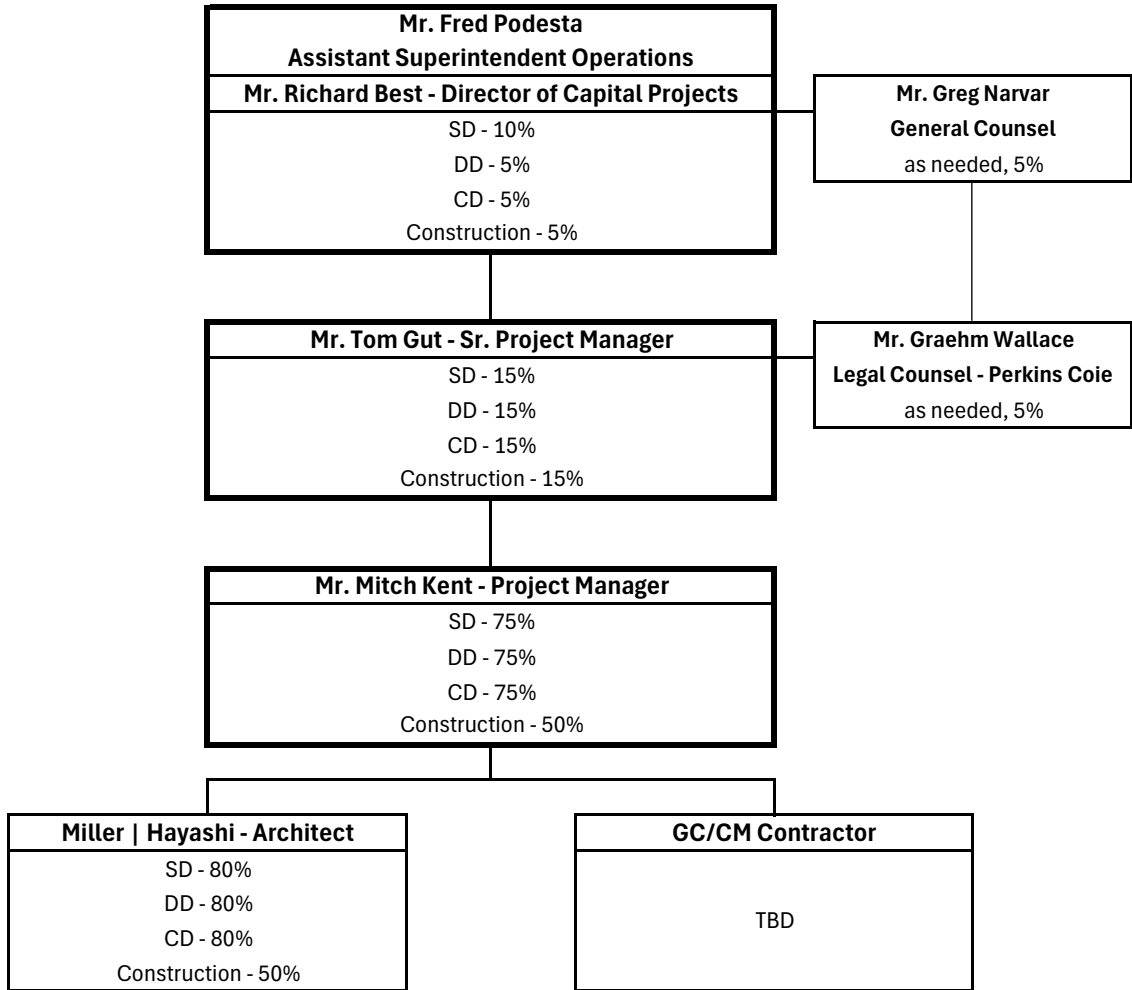 Mr. Fred Podesta
Assistant Superintendent Operations
Mr. Richard Best - Director of Capital Projects
SD - 10%
DD - 5%
CD - 5%
Construction - 5%
Mr. Greg Narvar
General Counsel
as needed, 5%
Mr. Tom Gut - Sr. Project Manager
SD - 15%
DD - 15%
CD - 15%
Construction - 15%
Mr. Graehm Wallace
Legal Counsel - Perkins Coie
as needed, 5%
Mr. Mitch Kent - Project Manager
SD - 75%
DD - 75%
CD - 75%
Construction - 50%
Miller | Hayashi - Architect
SD - 80%
DD - 80%
CD - 80%
Construction - 50%
GC/CM Contractor
TBD